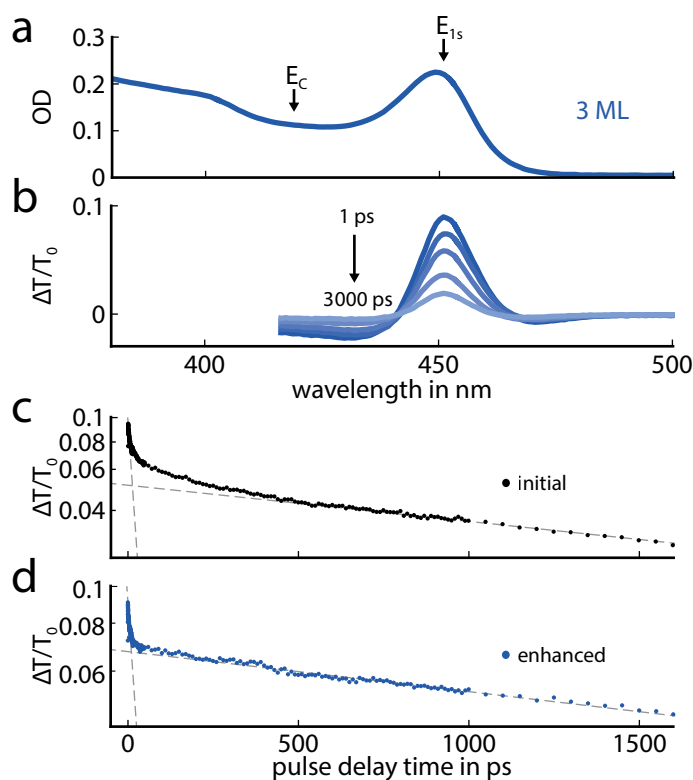 a
0.3
0.2
0.1
0
OD
E_C
E_1s
3 ML
b
0.1
0
ΔT/T_0
1 ps
3000 ps
400
450
500
wavelength in nm
c
0.1
0.08
0.06
0.04
ΔT/T_0
initial
d
0.1
0.08
0.06
ΔT/T_0
enhanced
0
500
1000
1500
pulse delay time in ps